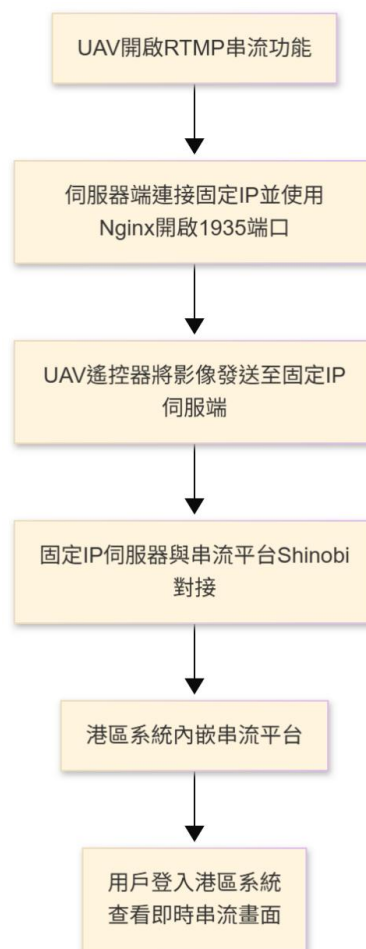 UAV開啟RTMP串流功能
伺服器端連接固定IP並使用
Nginx開啟1935端口
UAV遙控器將影像發送至固定IP
伺服端
固定IP伺服器與串流平台Shinobi
對接
港區系統內嵌串流平台
用戶登入港區系統
查看即時串流畫面